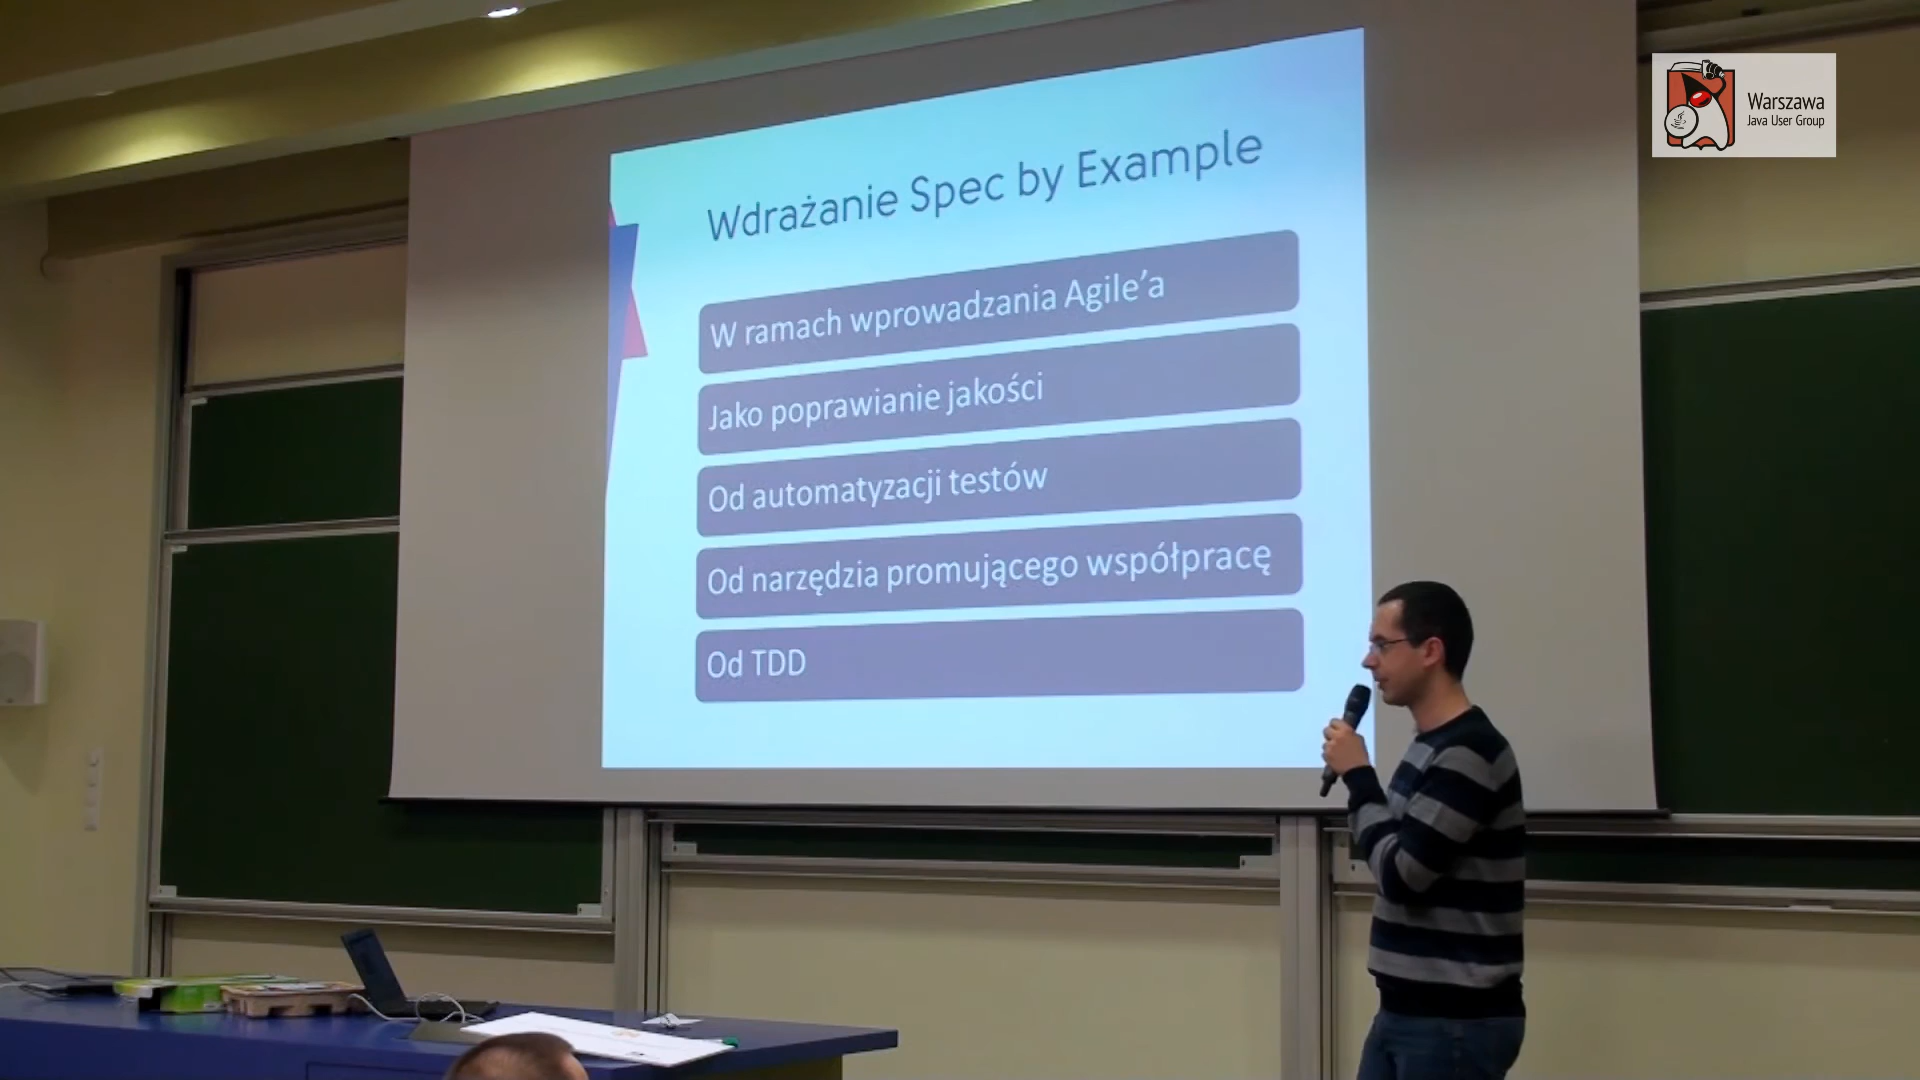 Wdrażanie Spec by Example
W ramach wprowadzania Agile’a
Jako poprawianie jakości
Od automatyzacji testów
Od narzędzia promującego współpracę
Od TDD
Warszawa
Java User Group